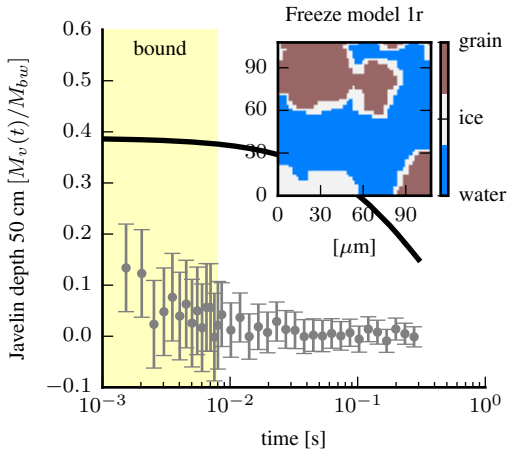 Freeze model 1r
bound
Javelin depth 50 cm [M_v(t)/M_{bw}]
0.6
0.5
0.4
0.3
0.2
0.1
0.0
−0.1
90
60
30
0
0 30 60 90
[μm]
grain
ice
water
10^{−3} 10^{−2} 10^{−1} 10^0
time [s]